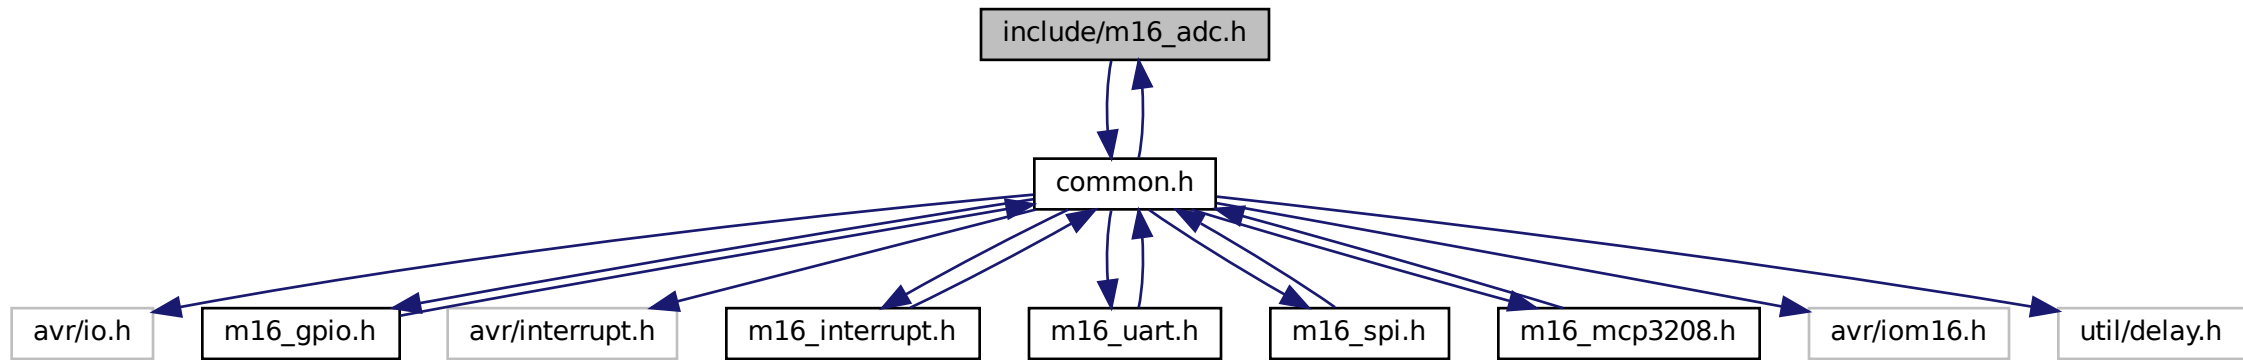 include/m16_adc.h
common.h
avr/io.h
m16_gpio.h
avr/interrupt.h
m16_interrupt.h
m16_uart.h
m16_spi.h
m16_mcp3208.h
avr/iom16.h
util/delay.h